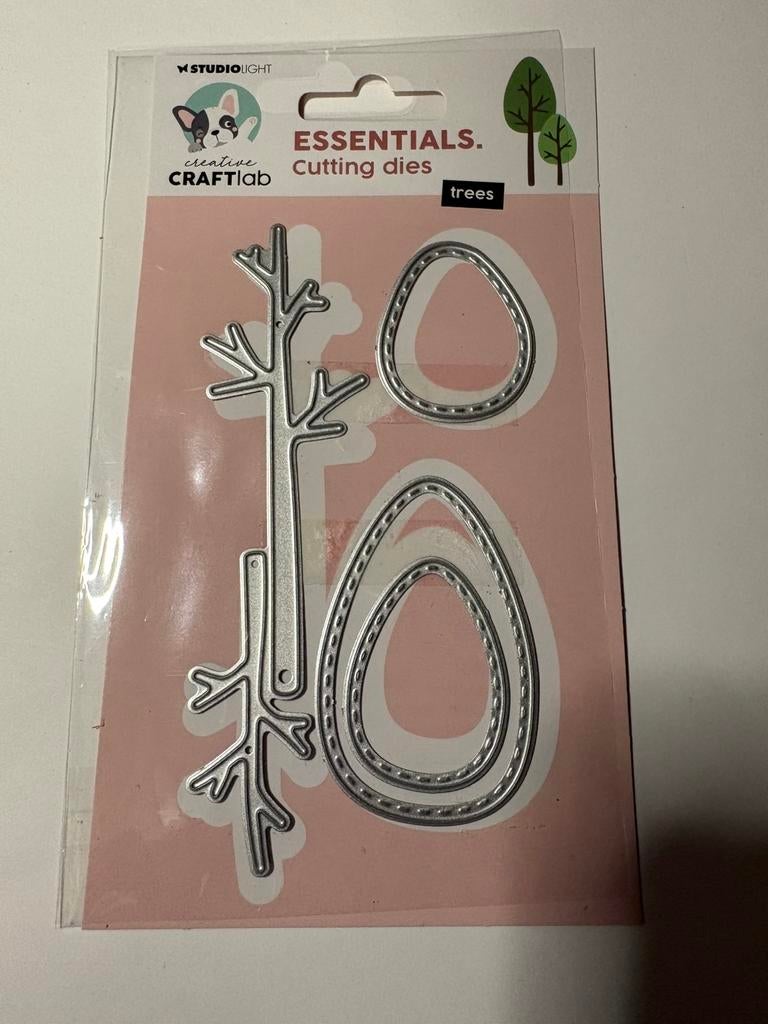 STUDIOLIGHT
creative
CRAFTlab
ESSENTIALS.
Cutting dies
trees